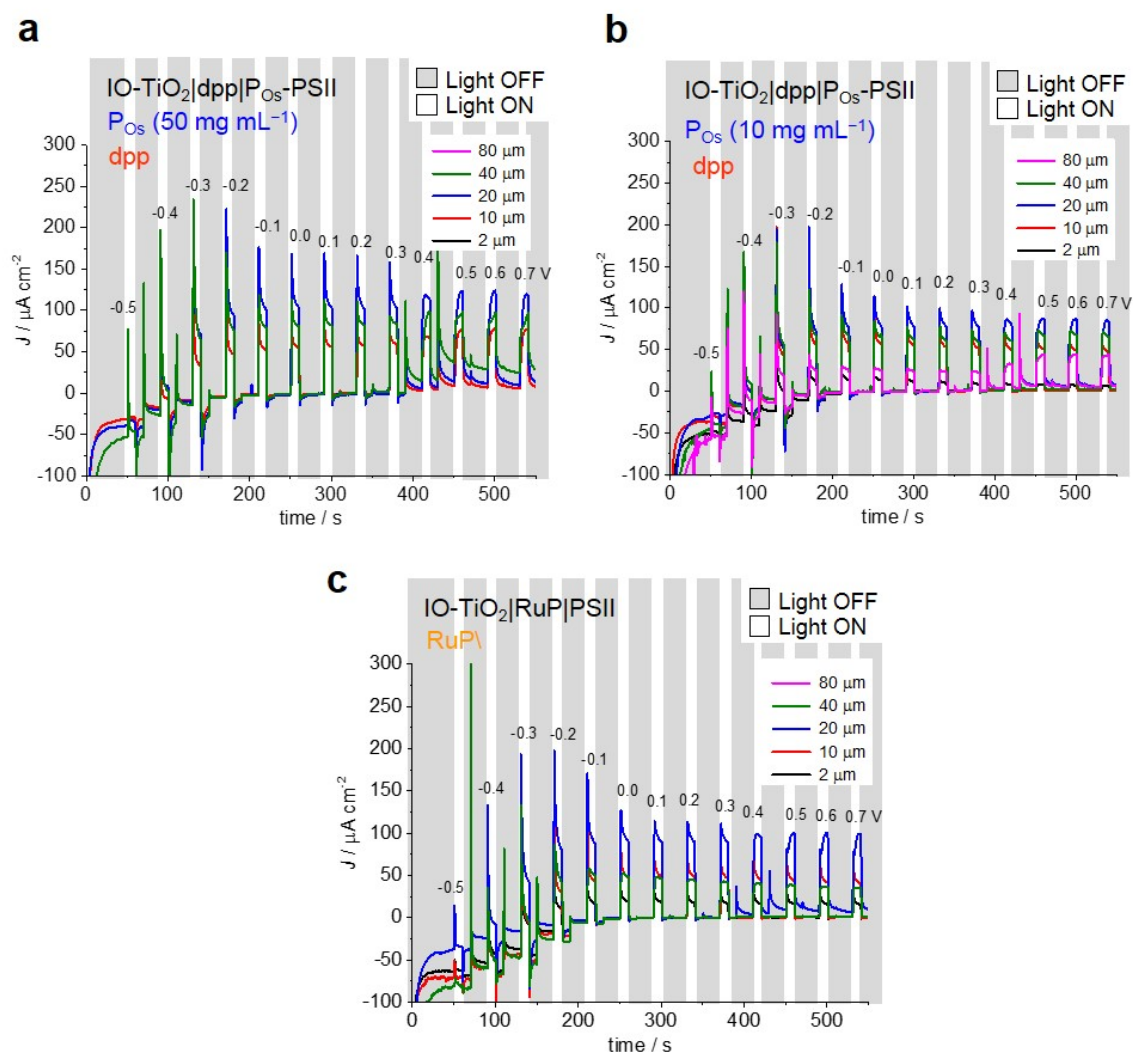 a
IO-TiO₂|dpp|P_Os-PSII
P_Os (50 mg mL⁻¹)
dpp
Light OFF
Light ON
80 µm
40 µm
20 µm
10 µm
2 µm
-0.5
-0.4
-0.3
-0.2
-0.1
0.0
0.1
0.2
0.3
0.4
0.5
0.6
0.7 V
300
250
200
150
100
50
0
-50
-100
J / µA cm⁻²
0 100 200 300 400 500
time / s
b
IO-TiO₂|dpp|P_Os-PSII
P_Os (10 mg mL⁻¹)
dpp
Light OFF
Light ON
80 µm
40 µm
20 µm
10 µm
2 µm
-0.5
-0.4
-0.3
-0.2
-0.1
0.0
0.1
0.2
0.3
0.4
0.5
0.6
0.7 V
300
250
200
150
100
50
0
-50
-100
J / µA cm⁻²
0 100 200 300 400 500
time / s
c
IO-TiO₂|RuP|PSII
RuP\
Light OFF
Light ON
80 µm
40 µm
20 µm
10 µm
2 µm
-0.5
-0.4
-0.3
-0.2
-0.1
0.0
0.1
0.2
0.3
0.4
0.5
0.6
0.7 V
300
250
200
150
100
50
0
-50
-100
J / µA cm⁻²
0 100 200 300 400 500
time / s